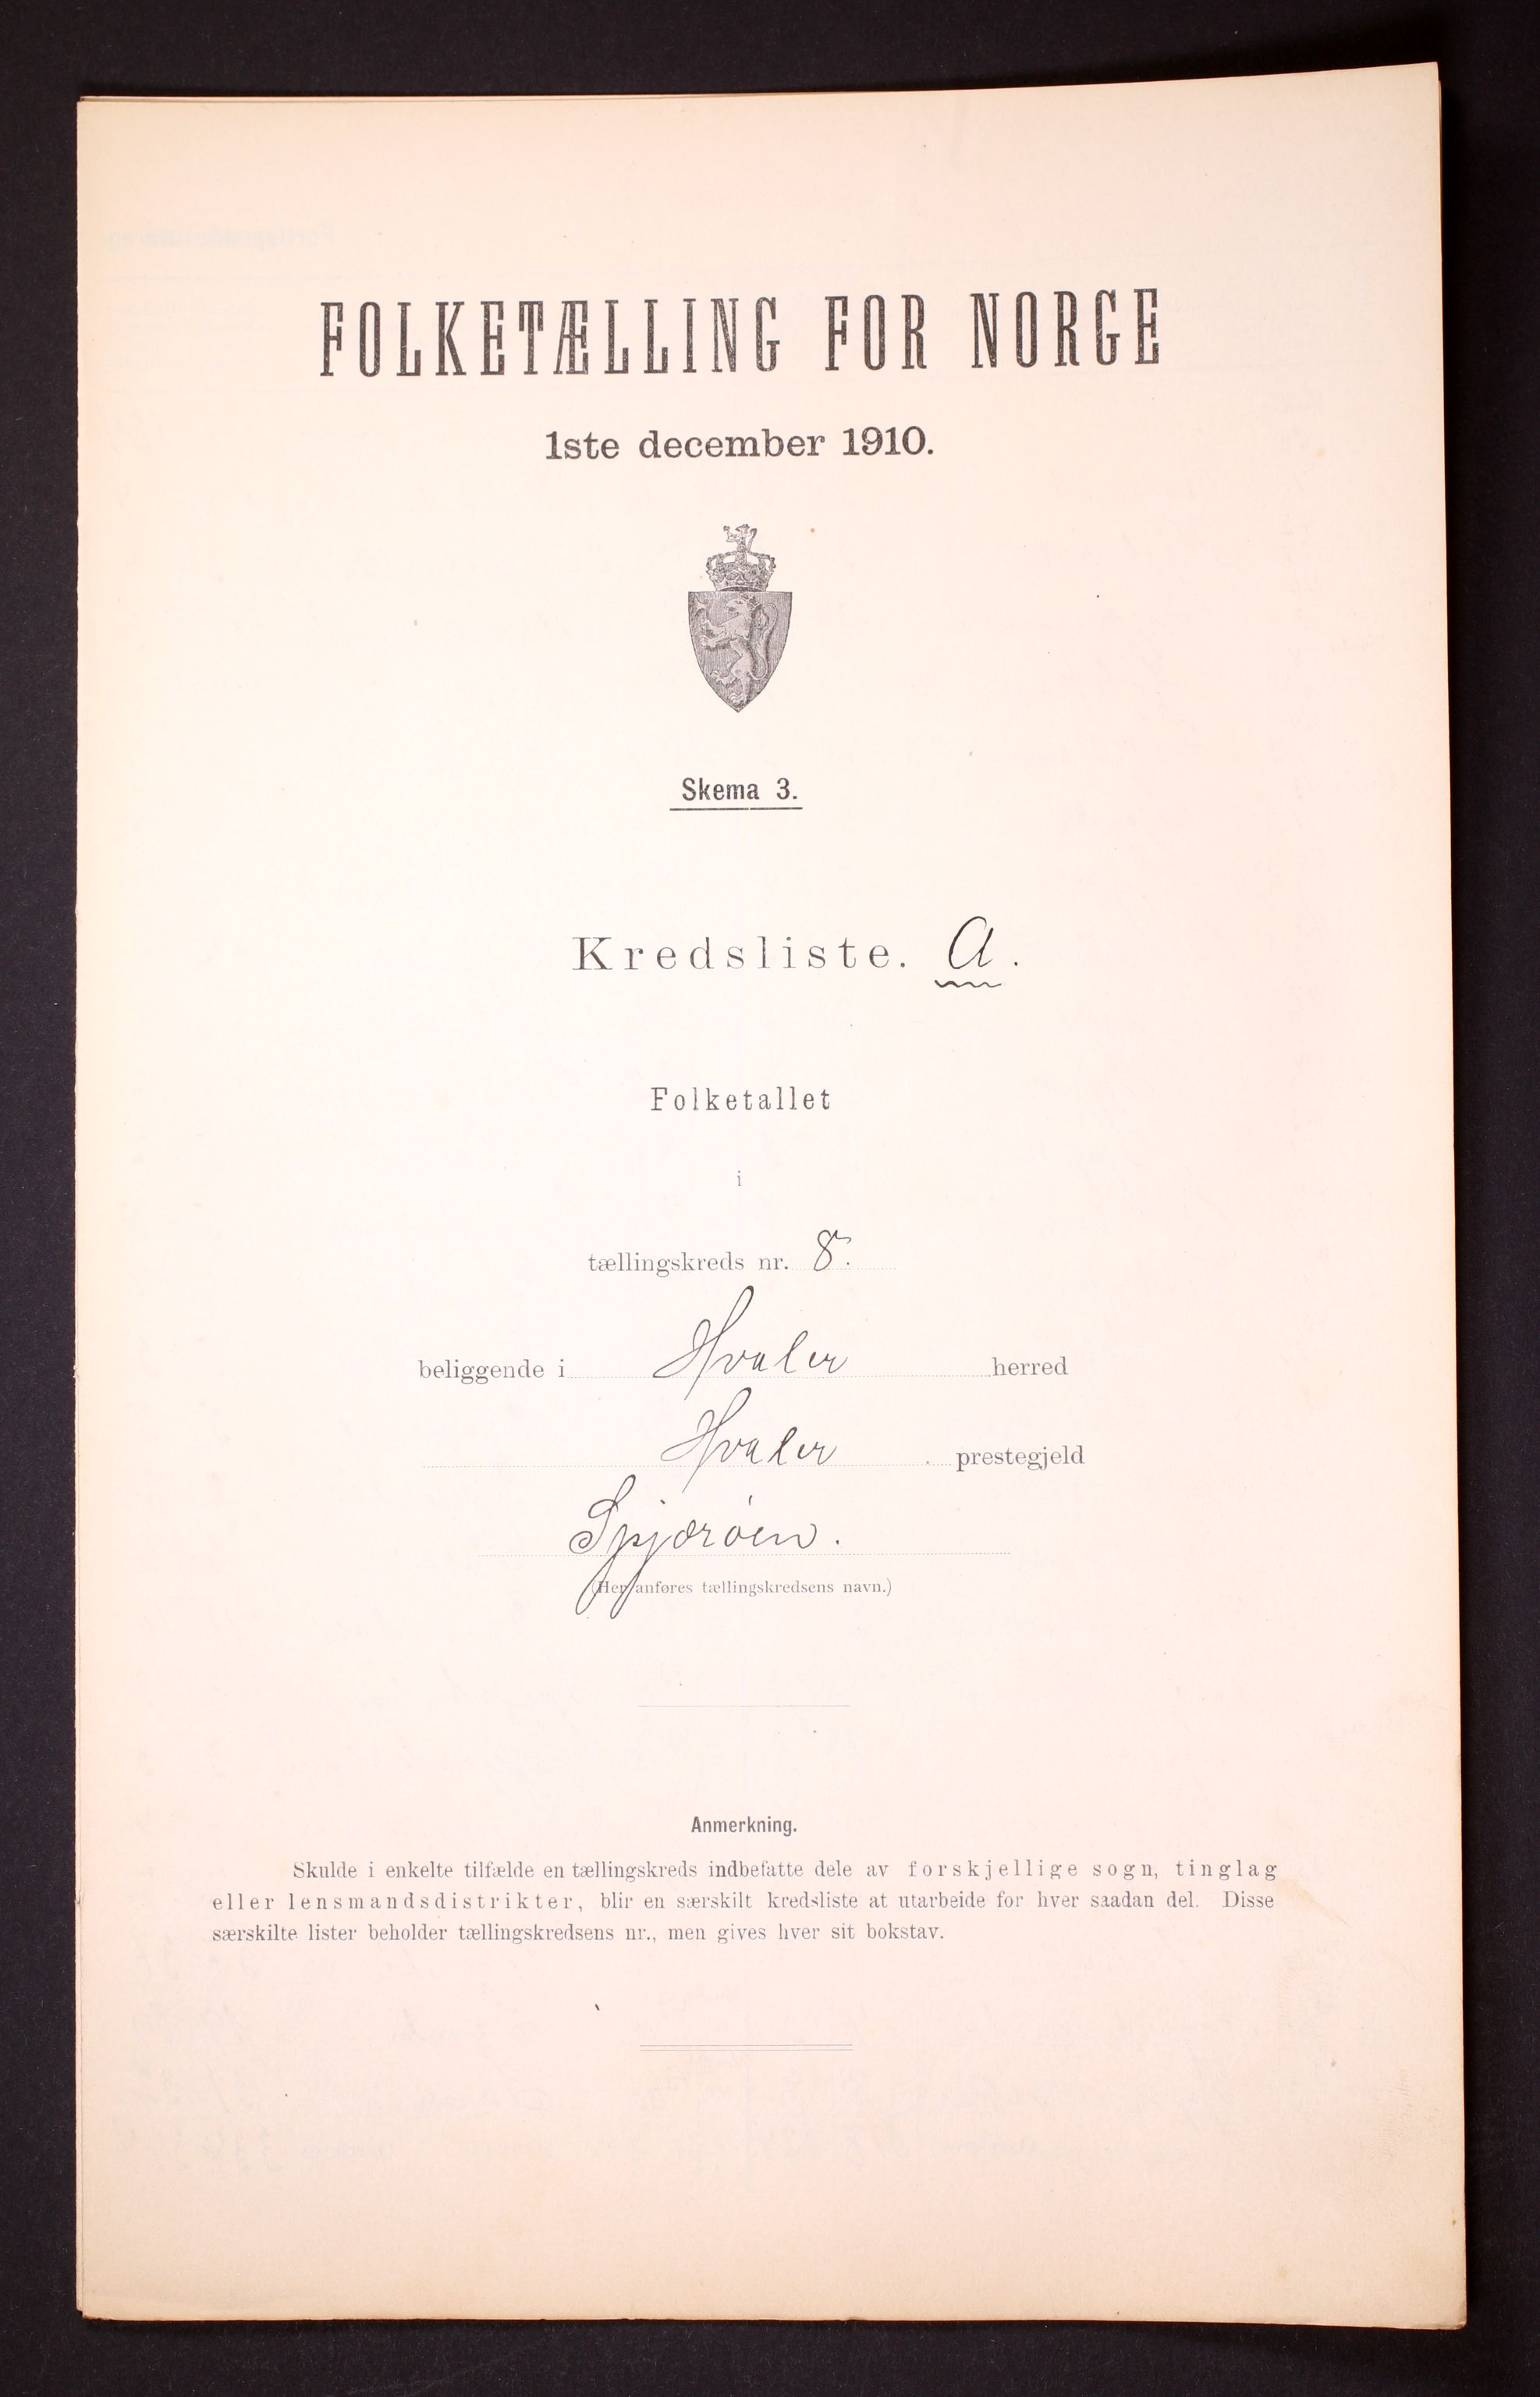 FOLKETÆLLING FOR NORGE
1ste december 1910.
Skema 3.
Kredsliste. A.
Folketallet
i
tællingskreds nr. 8.
beliggende i Hvaler herred
Hvaler prestegjeld
Spjærøen.
(Her anføres tællingskredsens navn.)
Anmerkning.
Skulde i enkelte tilfælde en tællingskreds indbefatte dele av forskjellige sogn, tinglag
eller lensmandsdistrikter, blir en særskilt kredsliste at utarbeide for hver saadan del. Disse
særskilte lister beholder tællingskredsens nr., men gives hver sit bokstav.